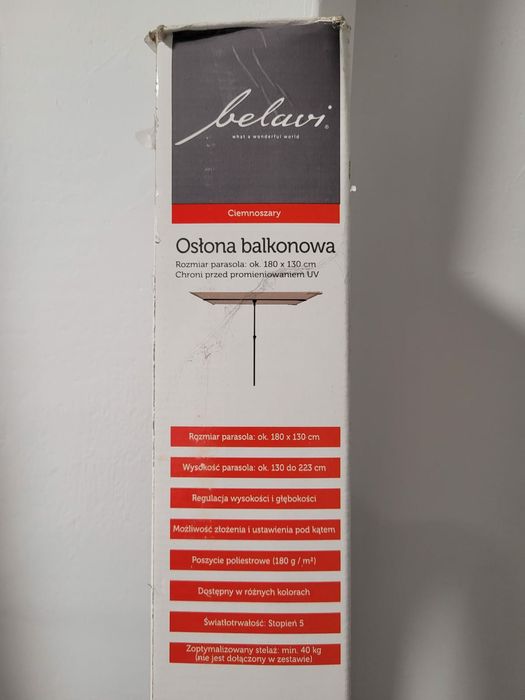 belavi®
what a wonderful world
Ciemnoszary
Osłona balkonowa
Rozmiar parasola: ok. 180 x 130 cm
Chroni przed promieniowaniem UV
Rozmiar parasola: ok. 180 x 130 cm
Wysokość parasola: ok. 130 do 223 cm
Regulacja wysokości i głębokości
Możliwość złożenia i ustawienia pod kątem
Poszycie poliestrowe (180 g / m²)
Dostępny w różnych kolorach
Światłotrwałość: Stopień 5
Zoptymalizowany stelaż: min. 40 kg
(nie jest dołączony w zestawie)